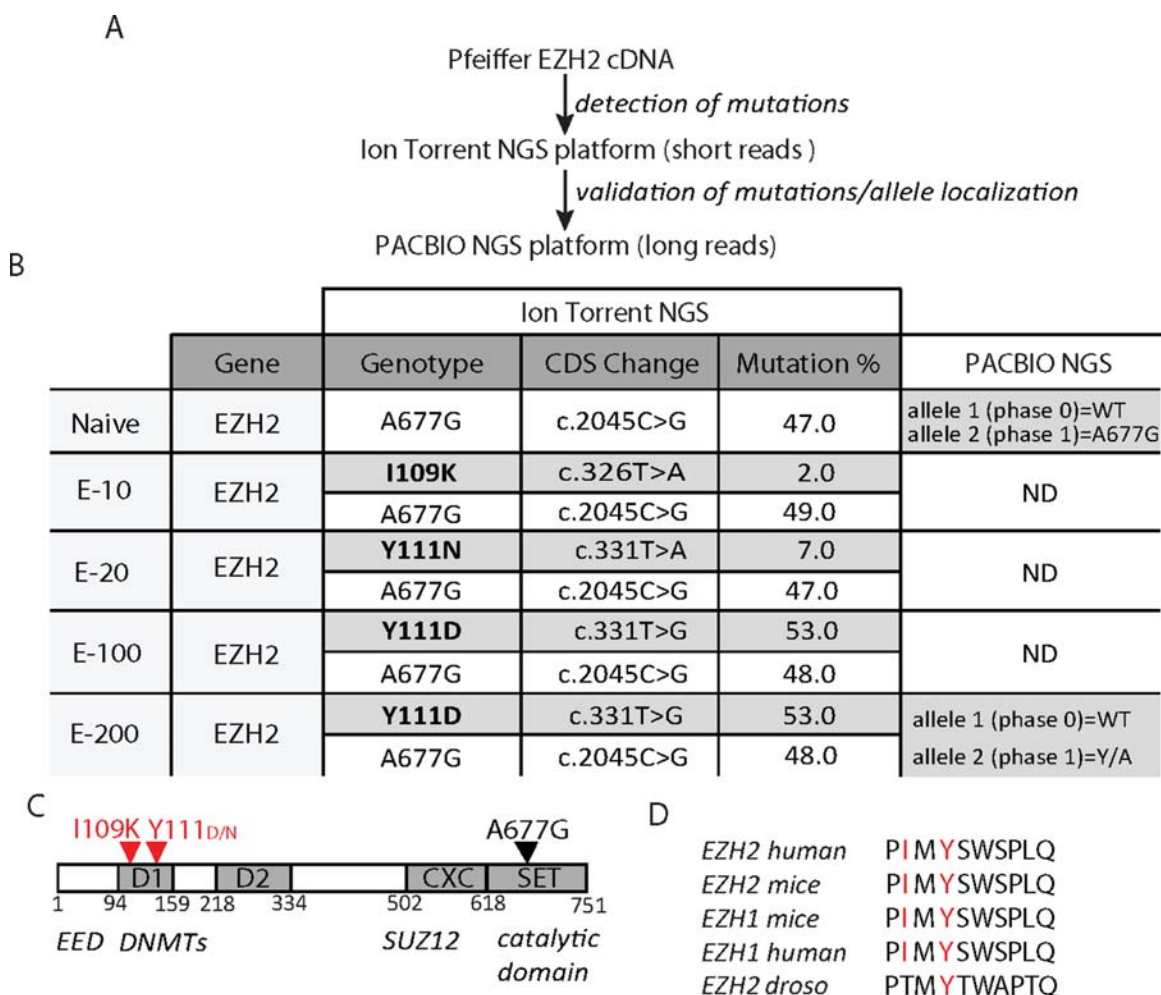 A
Pfeiffer EZH2 cDNA
detection of mutations
Ion Torrent NGS platform (short reads )
validation of mutations/allele localization
PACBIO NGS platform (long reads)
B
Ion Torrent NGS
Gene Genotype CDS Change Mutation % PACBIO NGS
Naive EZH2 A677G c.2045C>G 47.0 allele 1 (phase 0)=WT
allele 2 (phase 1)=A677G
E-10 EZH2 I109K c.326T>A 2.0 ND
A677G c.2045C>G 49.0
E-20 EZH2 Y111N c.331T>A 7.0 ND
A677G c.2045C>G 47.0
E-100 EZH2 Y111D c.331T>G 53.0 ND
A677G c.2045C>G 48.0
E-200 EZH2 Y111D c.331T>G 53.0 allele 1 (phase 0)=WT
A677G c.2045C>G 48.0 allele 2 (phase 1)=Y/A
C
I109K Y111D/N A677G
D1 D2 CXC SET
1 94 159 218 334 502 618 751
EED DNMTs SUZ12 catalytic
domain
D
EZH2 human PIMYSWSPLQ
EZH2 mice PIMYSWSPLQ
EZH1 mice PIMYSWSPLQ
EZH1 human PIMYSWSPLQ
EZH2 droso PTMYTWAPTQ